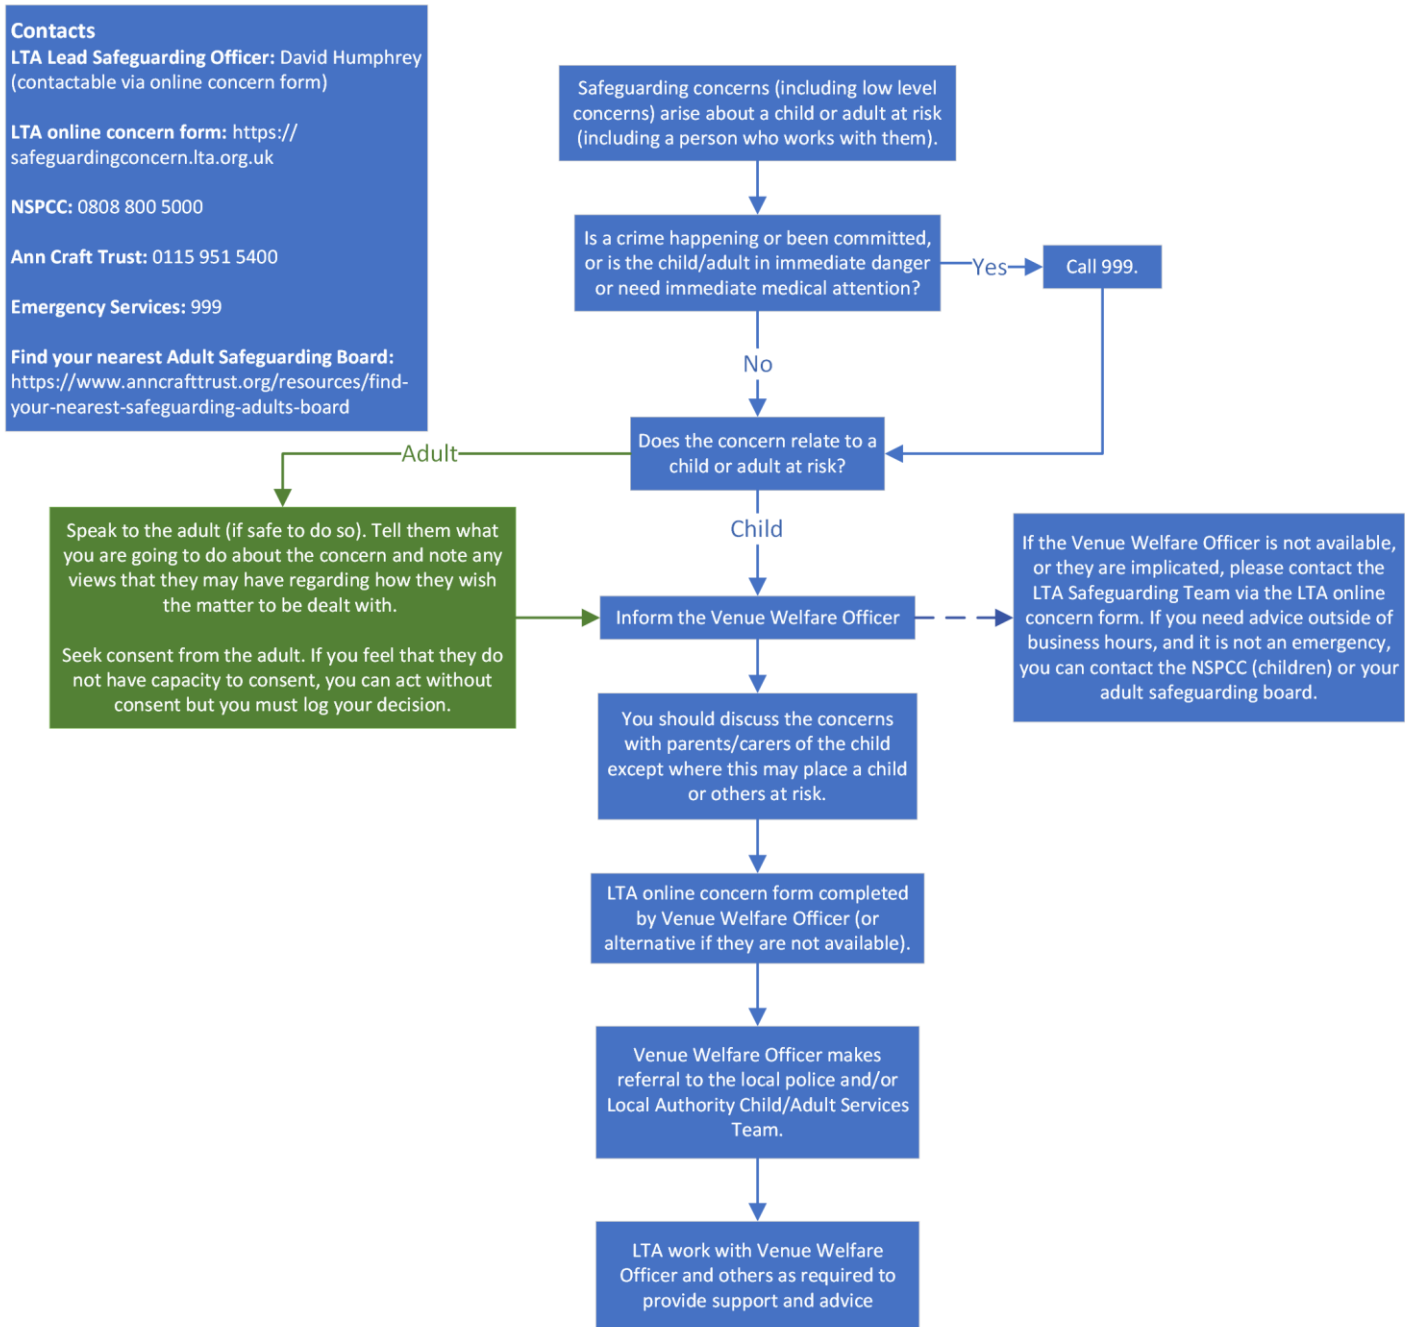 Contacts
LTA Lead Safeguarding Officer: David Humphrey
(contactable via online concern form)
LTA online concern form: https://
safeguardingconcern.lta.org.uk
NSPCC: 0808 800 5000
Ann Craft Trust: 0115 951 5400
Emergency Services: 999
Find your nearest Adult Safeguarding Board:
https://www.anncrafttrust.org/resources/find-
your-nearest-safeguarding-adults-board
Safeguarding concerns (including low level
concerns) arise about a child or adult at risk
(including a person who works with them).
Is a crime happening or been committed,
or is the child/adult in immediate danger
or need immediate medical attention?
Yes
Call 999.
No
Does the concern relate to a
child or adult at risk?
Adult
Speak to the adult (if safe to do so). Tell them what
you are going to do about the concern and note any
views that they may have regarding how they wish
the matter to be dealt with.
Seek consent from the adult. If you feel that they do
not have capacity to consent, you can act without
consent but you must log your decision.
Child
Inform the Venue Welfare Officer
If the Venue Welfare Officer is not available,
or they are implicated, please contact the
LTA Safeguarding Team via the LTA online
concern form. If you need advice outside of
business hours, and it is not an emergency,
you can contact the NSPCC (children) or your
adult safeguarding board.
You should discuss the concerns
with parents/carers of the child
except where this may place a child
or others at risk.
LTA online concern form completed
by Venue Welfare Officer (or
alternative if they are not available).
Venue Welfare Officer makes
referral to the local police and/or
Local Authority Child/Adult Services
Team.
LTA work with Venue Welfare
Officer and others as required to
provide support and advice